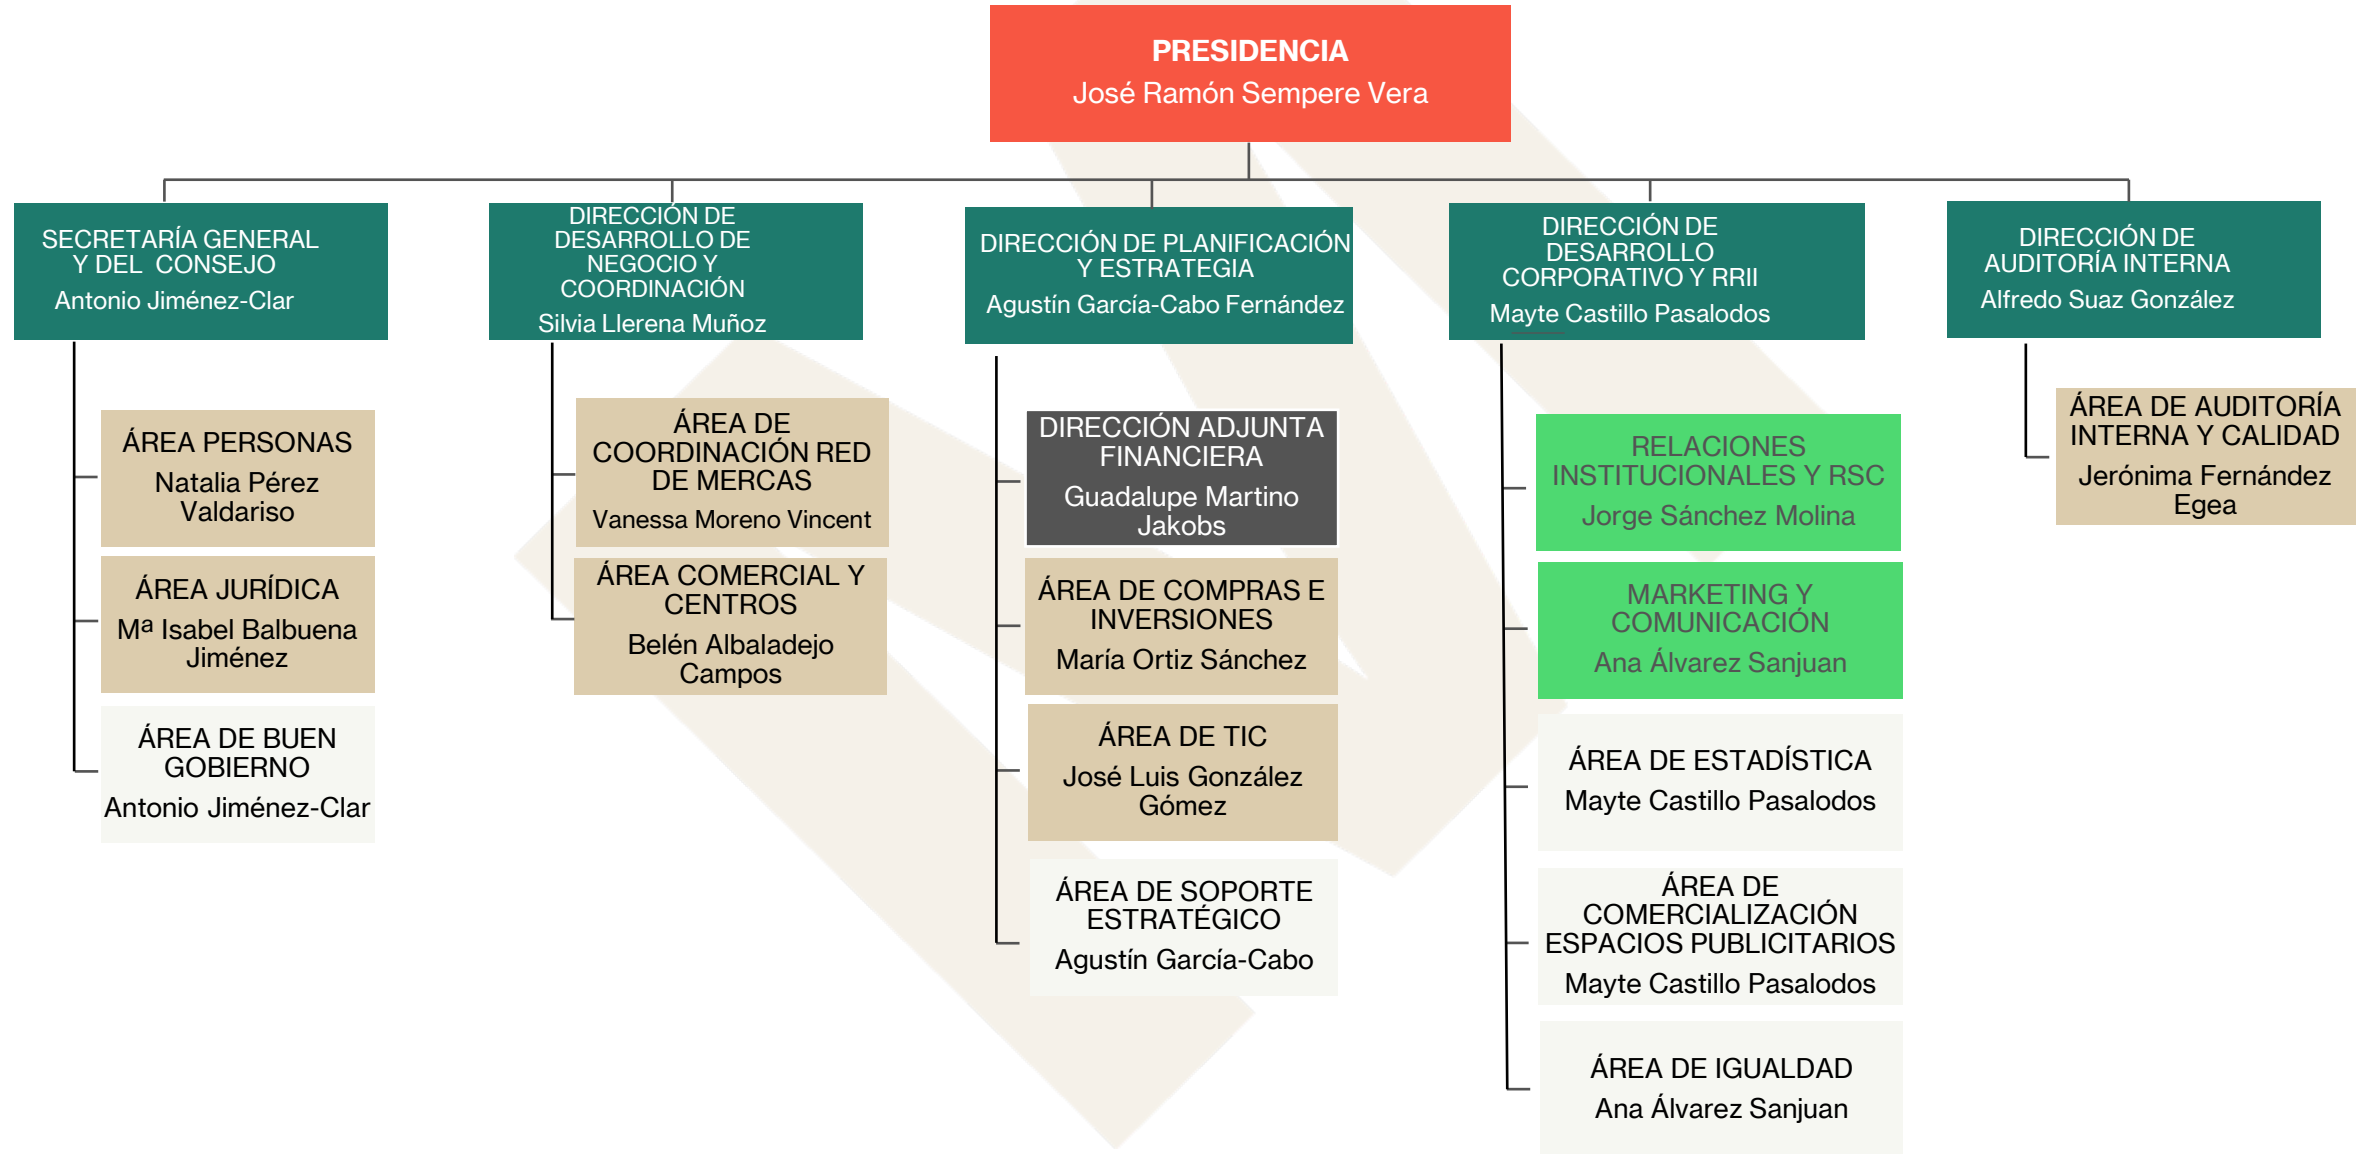 PRESIDENCIA
José Ramón Sempere Vera
SECRETARÍA GENERAL
Y DEL CONSEJO
Antonio Jiménez-Clar
DIRECCIÓN DE
DESARROLLO DE
NEGOCIO Y
COORDINACIÓN
Silvia Llerena Muñoz
DIRECCIÓN DE PLANIFICACIÓN
Y ESTRATEGIA
Agustín García-Cabo Fernández
DIRECCIÓN DE
DESARROLLO
CORPORATIVO Y RRII
Mayte Castillo Pasalodos
DIRECCIÓN DE
AUDITORÍA INTERNA
Alfredo Suaz González
ÁREA PERSONAS
Natalia Pérez
Valdariso
ÁREA JURÍDICA
Mª Isabel Balbuena
Jiménez
ÁREA DE BUEN
GOBIERNO
Antonio Jiménez-Clar
ÁREA DE
COORDINACIÓN RED
DE MERCAS
Vanessa Moreno Vincent
ÁREA COMERCIAL Y
CENTROS
Belén Albaladejo
Campos
DIRECCIÓN ADJUNTA
FINANCIERA
Guadalupe Martino
Jakobs
ÁREA DE COMPRAS E
INVERSIONES
María Ortiz Sánchez
ÁREA DE TIC
José Luis González
Gómez
ÁREA DE SOPORTE
ESTRATÉGICO
Agustín García-Cabo
RELACIONES
INSTITUCIONALES Y RSC
Jorge Sánchez Molina
MARKETING Y
COMUNICACIÓN
Ana Álvarez Sanjuan
ÁREA DE ESTADÍSTICA
Mayte Castillo Pasalodos
ÁREA DE
COMERCIALIZACIÓN
ESPACIOS PUBLICITARIOS
Mayte Castillo Pasalodos
ÁREA DE IGUALDAD
Ana Álvarez Sanjuan
ÁREA DE AUDITORÍA
INTERNA Y CALIDAD
Jerónima Fernández
Egea